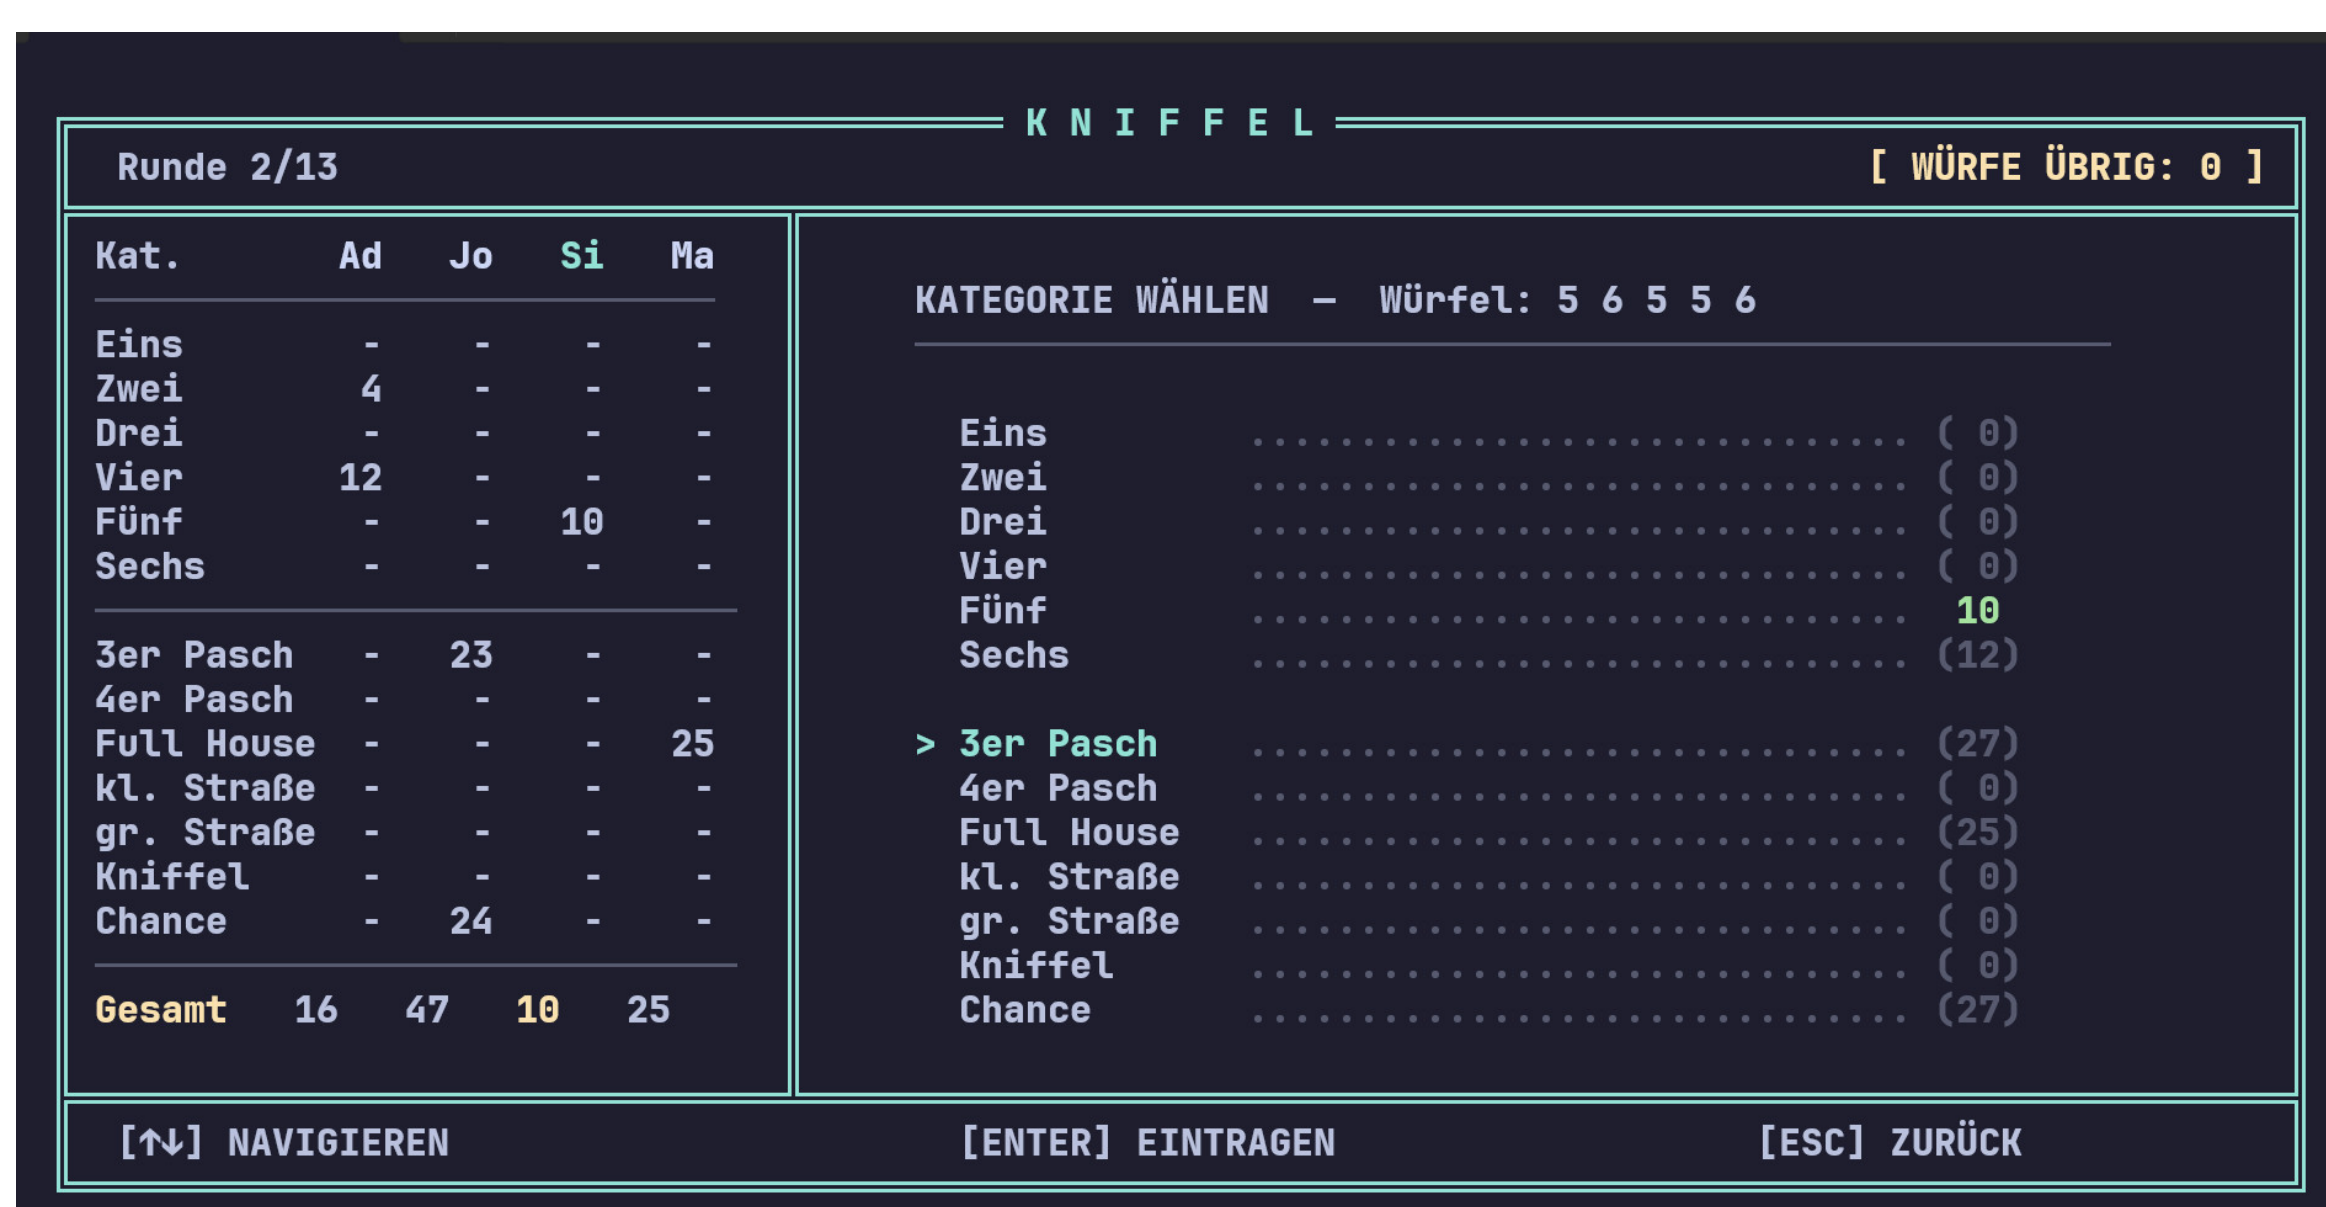 K N I F F E L
Runde 2/13 [ WÜRFE ÜBRIG: 0 ]
Kat. Ad Jo Si Ma
Eins - - - -
Zwei 4 - - -
Drei - - - -
Vier 12 - - -
Fünf - - 10 -
Sechs - - - -
3er Pasch - 23 - -
4er Pasch - - - -
Full House - - - 25
kl. Straße - - - -
gr. Straße - - - -
Kniffel - - - -
Chance - 24 - -
Gesamt 16 47 10 25
KATEGORIE WÄHLEN — Würfel: 5 6 5 5 6
Eins .............................. ( 0)
Zwei .............................. ( 0)
Drei .............................. ( 0)
Vier .............................. ( 0)
Fünf .............................. 10
Sechs .............................. (12)
> 3er Pasch .............................. (27)
4er Pasch .............................. ( 0)
Full House .............................. (25)
kl. Straße .............................. ( 0)
gr. Straße .............................. ( 0)
Kniffel .............................. ( 0)
Chance .............................. (27)
[↑↓] NAVIGIEREN [ENTER] EINTRAGEN [ESC] ZURÜCK